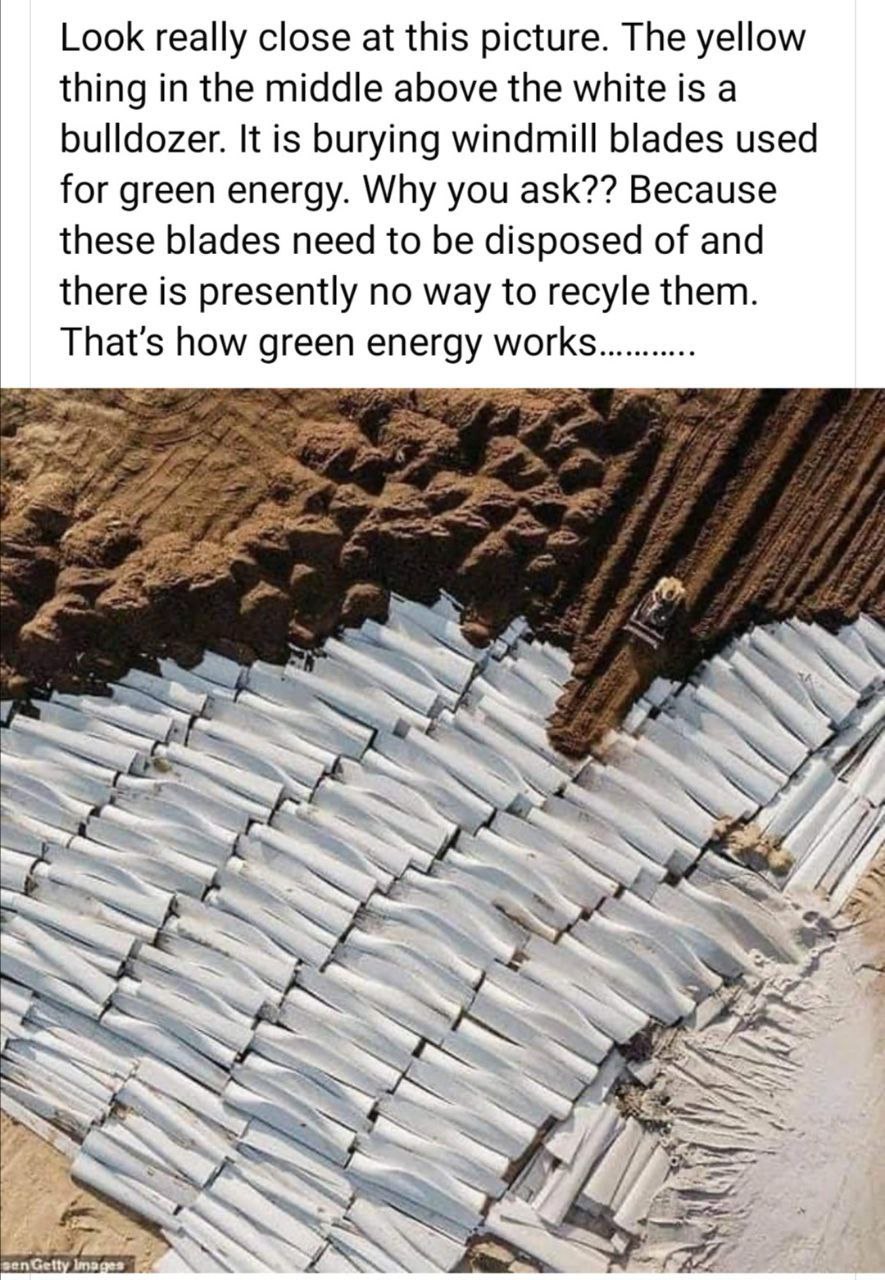 Look really close at this picture. The yellow
thing in the middle above the white is a
bulldozer. It is burying windmill blades used
for green energy. Why you ask?? Because
these blades need to be disposed of and
there is presently no way to recyle them.
That’s how green energy works...........
sen/Getty Images